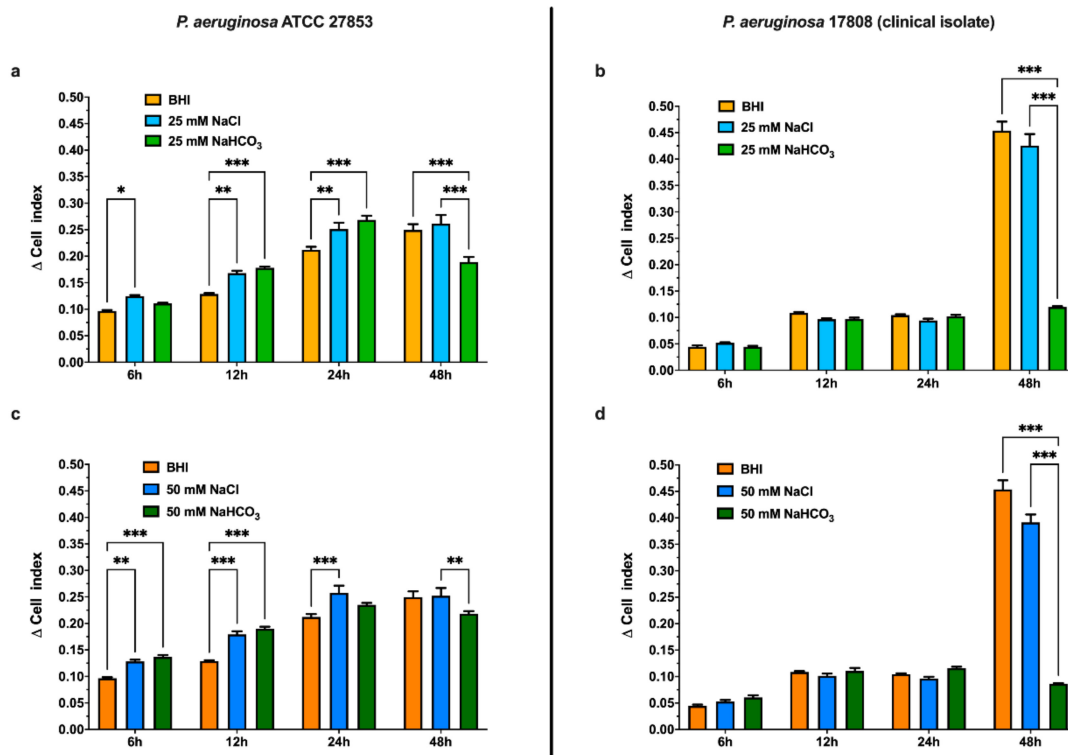 P. aeruginosa ATCC 27853
P. aeruginosa 17808 (clinical isolate)
a
BHI
25 mM NaCl
25 mM NaHCO₃
Δ Cell index
0.50
0.45
0.40
0.35
0.30
0.25
0.20
0.15
0.10
0.05
0.00
*
**
***
**
***
***
***
6h
12h
24h
48h
b
BHI
25 mM NaCl
25 mM NaHCO₃
Δ Cell index
0.50
0.45
0.40
0.35
0.30
0.25
0.20
0.15
0.10
0.05
0.00
***
***
6h
12h
24h
48h
c
BHI
50 mM NaCl
50 mM NaHCO₃
Δ Cell index
0.50
0.45
0.40
0.35
0.30
0.25
0.20
0.15
0.10
0.05
0.00
***
**
***
***
***
**
6h
12h
24h
48h
d
BHI
50 mM NaCl
50 mM NaHCO₃
Δ Cell index
0.50
0.45
0.40
0.35
0.30
0.25
0.20
0.15
0.10
0.05
0.00
***
***
6h
12h
24h
48h